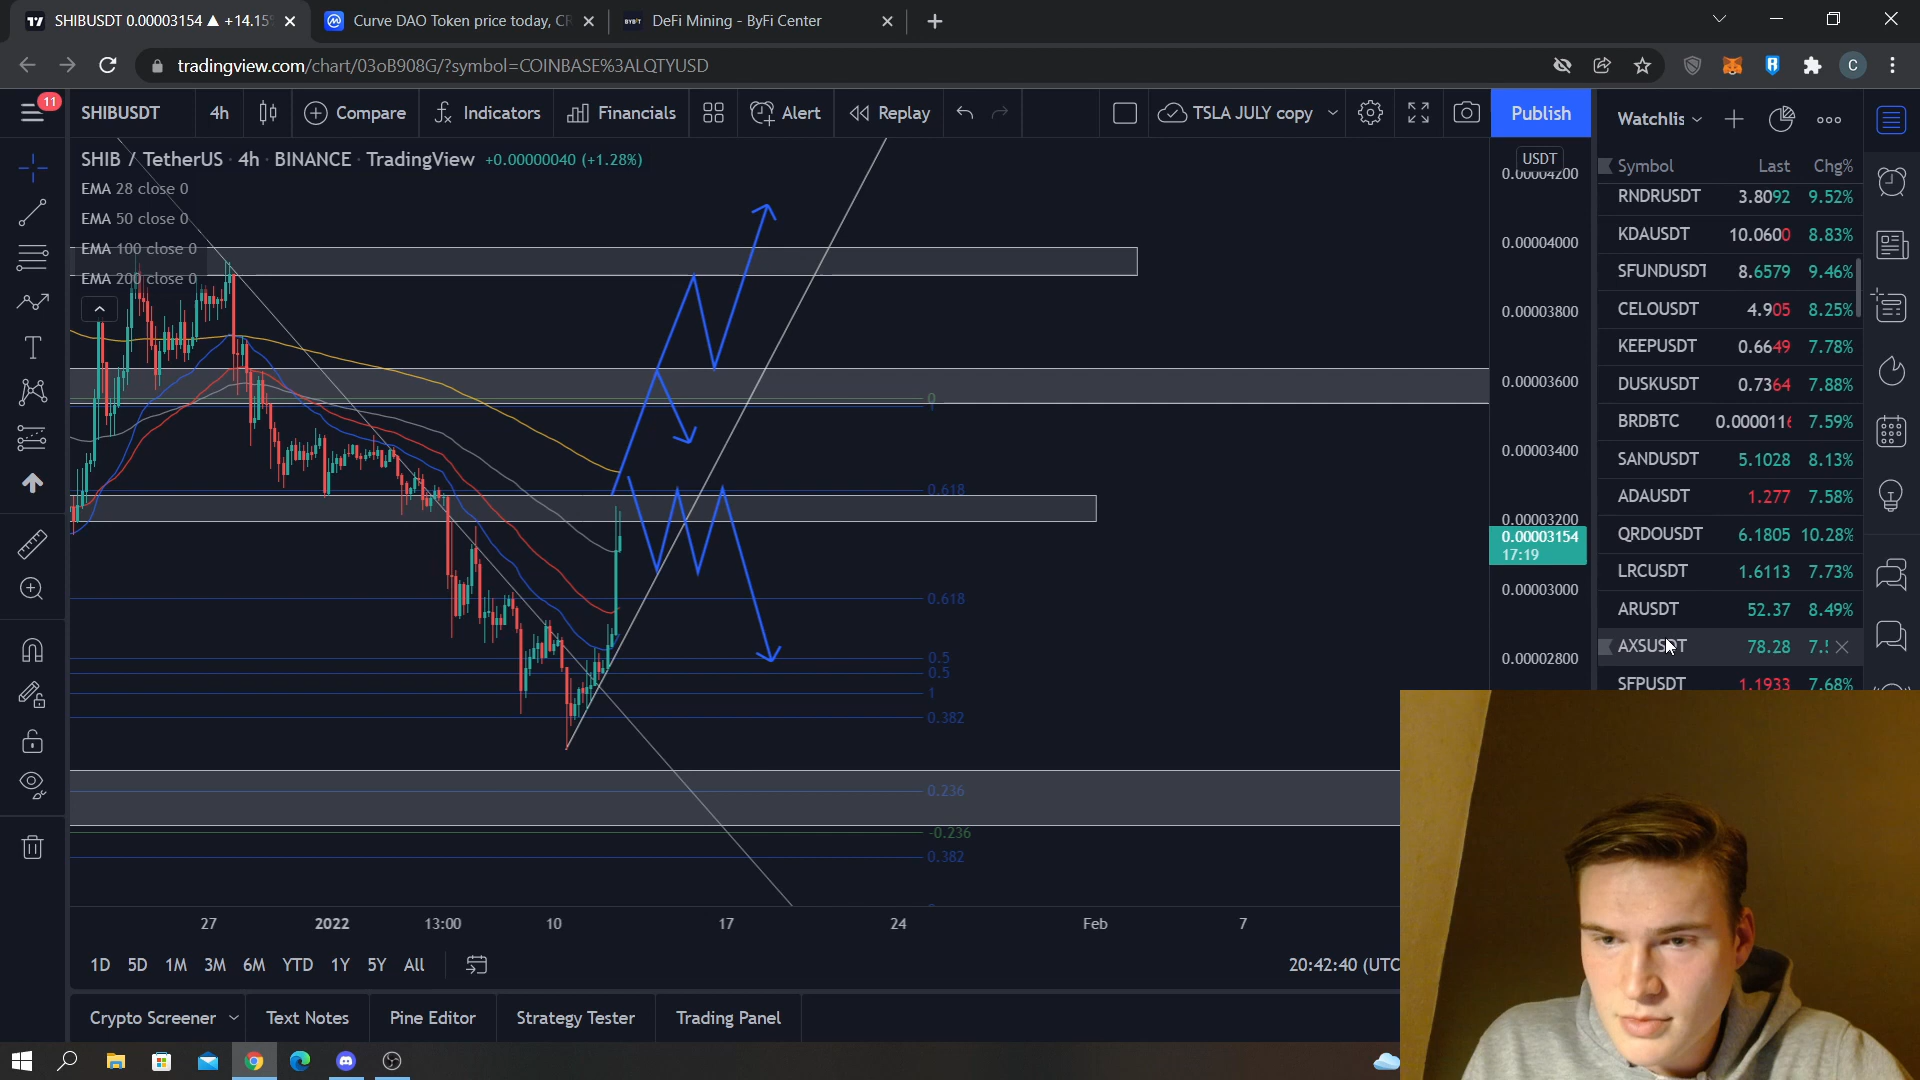 SHIBUSDT 0.00003154 ▲ +14.15
Curve DAO Token price today, CR
BYBIT
DeFi Mining - ByFi Center
tradingview.com/chart/03oB908G/?symbol=COINBASE%3ALQTYUSD
C
11
SHIBUSDT
4h
Compare
Indicators
Financials
Alert
Replay
TSLA JULY copy
Publish
Watchlis
SHIB / TetherUS · 4h · BINANCE · TradingView +0.00000040 (+1.28%)
EMA 28 close 0
EMA 50 close 0
EMA 100 close 0
EMA 200 close 0
USDT
0.00004200
0.00004000
0.00003800
0.00003600
0.00003400
0.00003200
0.00003154
17:19
0.00003000
0.00002800
0
1
0.618
0.618
0.5
0.5
1
0.382
0.236
-0.236
0.382
Symbol Last Chg%
RNDRUSDT 3.8092 9.52%
KDAUSDT 10.0600 8.83%
SFUNDUSDT 8.6579 9.46%
CELOUSDT 4.905 8.25%
KEEPUSDT 0.6649 7.78%
DUSKUSDT 0.7364 7.88%
BRDBTC 0.0000116 7.59%
SANDUSDT 5.1028 8.13%
ADAUSDT 1.277 7.58%
QRDOUSDT 6.1805 10.28%
LRCUSDT 1.6113 7.73%
ARUSDT 52.37 8.49%
AXSUSDT 78.28 7.5
SFPUSDT 1.1933 7.68%
27 2022 13:00 10 17 24 Feb 7
1D 5D 1M 3M 6M YTD 1Y 5Y All
20:42:40 (UTC
Crypto Screener
Text Notes
Pine Editor
Strategy Tester
Trading Panel